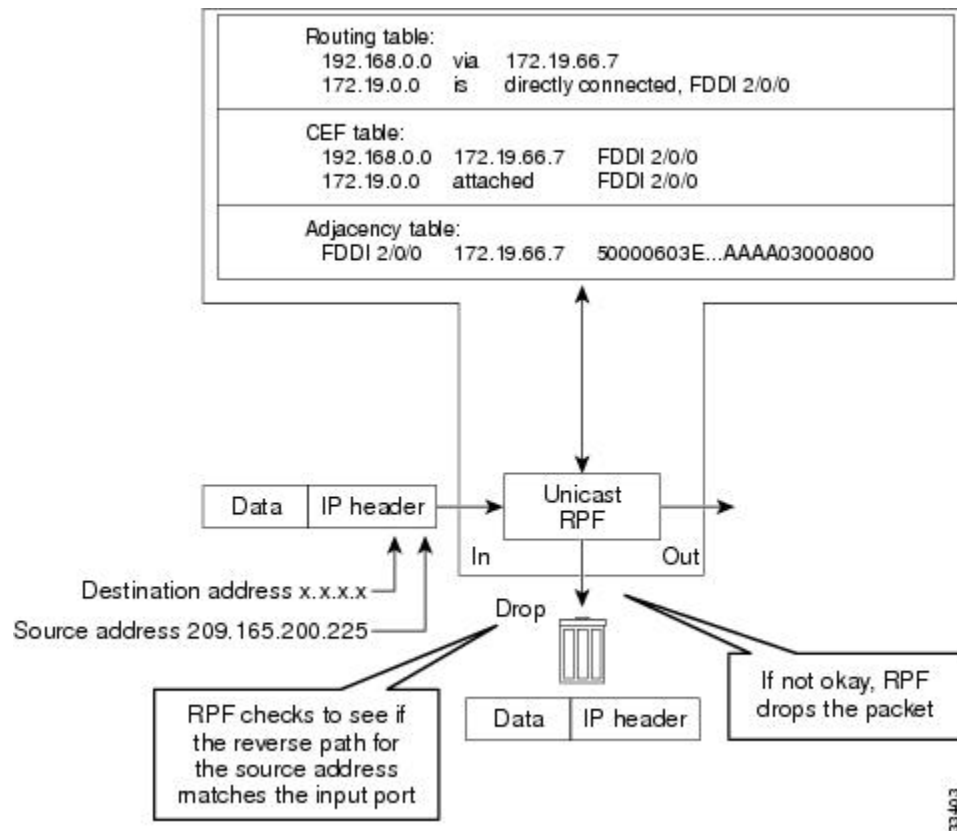 Routing table:
192.168.0.0 via 172.19.66.7
172.19.0.0 is directly connected, FDDI 2/0/0
CEF table:
192.168.0.0 172.19.66.7 FDDI 2/0/0
172.19.0.0 attached FDDI 2/0/0
Adjacency table:
FDDI 2/0/0 172.19.66.7 50000603E...AAAA03000800
Data IP header
Unicast
RPF
In Out
Destination address x.x.x.x
Source address 209.165.200.225
Drop
RPF checks to see if
the reverse path for
the source address
matches the input port
Data IP header
If not okay, RPF
drops the packet
33403